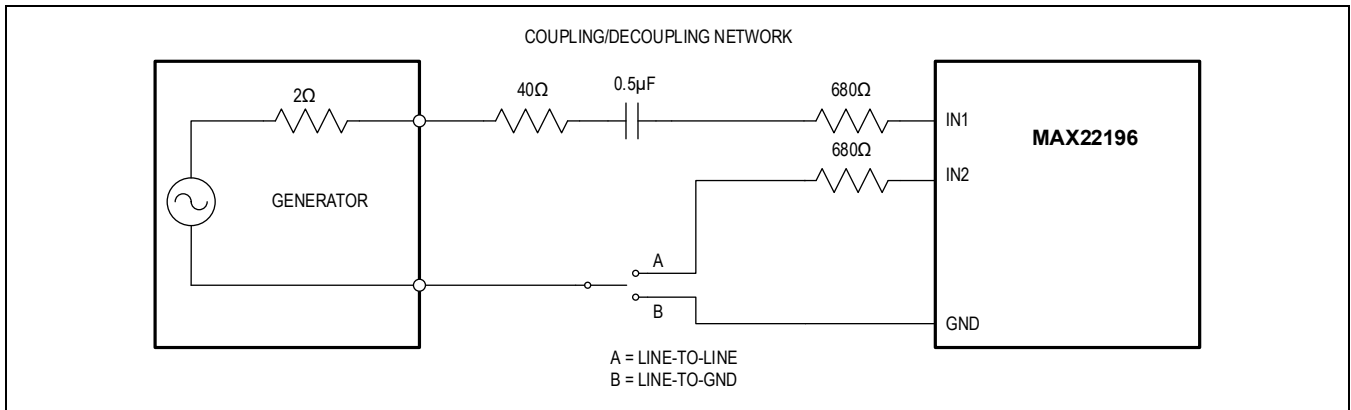 COUPLING/DECOUPLING NETWORK
2Ω
40Ω
0.5µF
680Ω
IN1
MAX22196
680Ω
IN2
GENERATOR
A
B
GND
A = LINE-TO-LINE
B = LINE-TO-GND